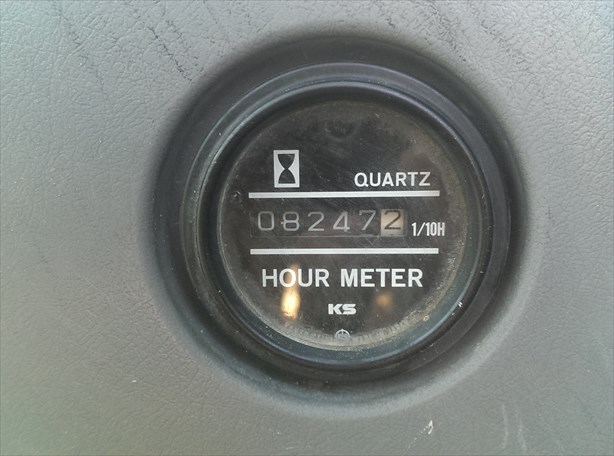 QUARTZ
082472 1/10H
HOUR METER
KS